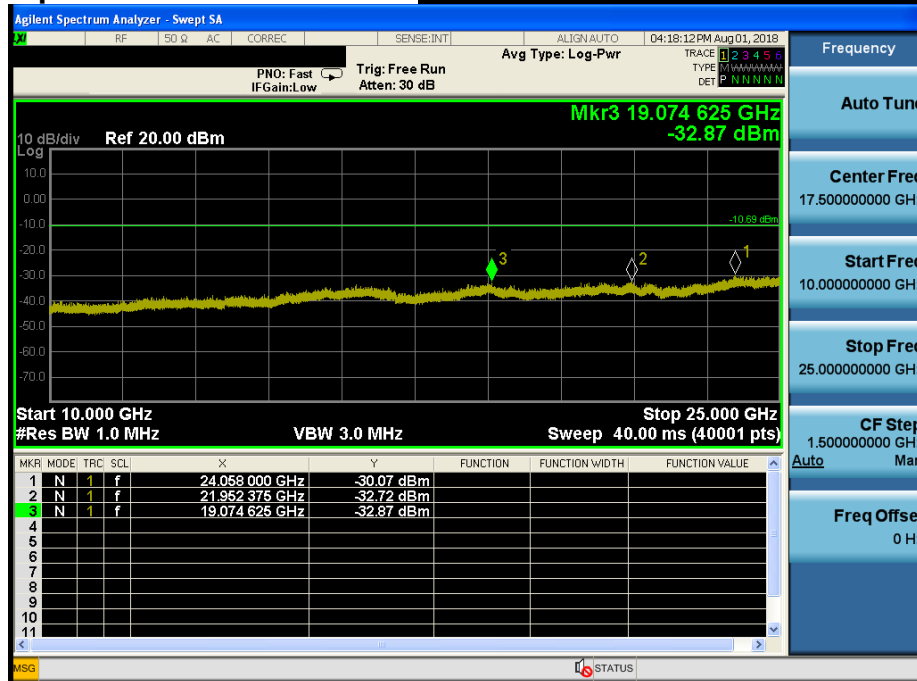 Agilent Spectrum Analyzer - Swept SA
RF 50 Ω AC CORREC SENSE:INT ALIGN AUTO 04:18:12 PM Aug 01, 2018
Avg Type: Log-Pwr
TRACE 1 2 3 4 5 6
TYPE M WWWWW
DET P N N N N N
PNO: Fast
IFGain:Low
Trig: Free Run
Atten: 30 dB
Mkr3 19.074 625 GHz
-32.87 dBm
10 dB/div Ref 20.00 dBm
Log
10.0
0.00
-10.0
-10.69 dBm
-20.0
-30.0
-40.0
-50.0
-60.0
-70.0
3
2
1
Start 10.000 GHz Stop 25.000 GHz
#Res BW 1.0 MHz VBW 3.0 MHz Sweep 40.00 ms (40001 pts)
MKR MODE TRC SCL X Y FUNCTION FUNCTION WIDTH FUNCTION VALUE
1 N 1 f 24.058 000 GHz -30.07 dBm
2 N 1 f 21.952 375 GHz -32.72 dBm
3 N 1 f 19.074 625 GHz -32.87 dBm
4
5
6
7
8
9
10
11
MSG STATUS
Frequency
Auto Tune
Center Freq
17.500000000 GH
Start Freq
10.000000000 GH
Stop Freq
25.000000000 GH
CF Step
1.500000000 GH
Auto Man
Freq Offse
0 H